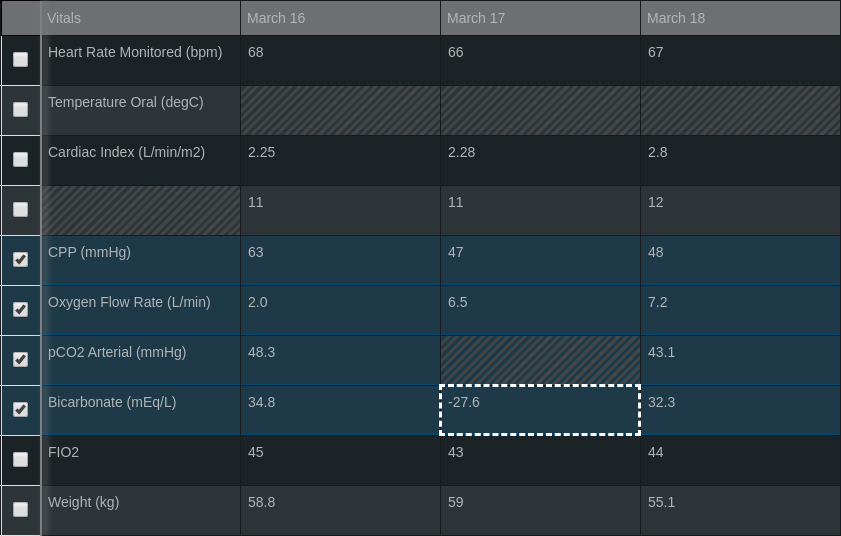 Vitals March 16 March 17 March 18
Heart Rate Monitored (bpm) 68 66 67
Temperature Oral (degC)
Cardiac Index (L/min/m2) 2.25 2.28 2.8
11 11 12
CPP (mmHg) 63 47 48
Oxygen Flow Rate (L/min) 2.0 6.5 7.2
pCO2 Arterial (mmHg) 48.3 43.1
Bicarbonate (mEq/L) 34.8 -27.6 32.3
FIO2 45 43 44
Weight (kg) 58.8 59 55.1